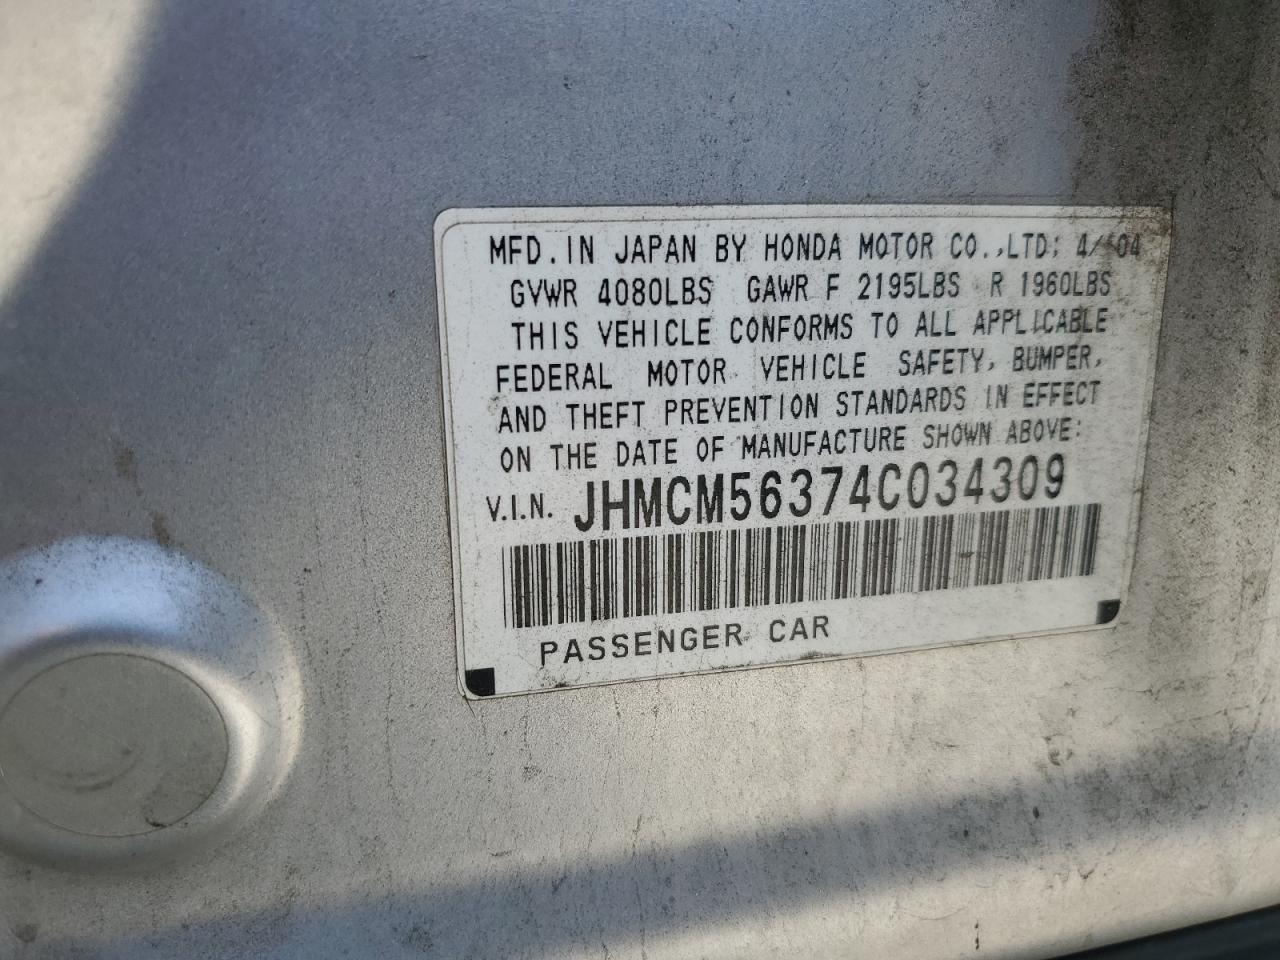 MFD.IN JAPAN BY HONDA MOTOR CO.,LTD; 4/ 04
GVWR 4080LBS GAWR F 2195LBS R 1960LBS
THIS VEHICLE CONFORMS TO ALL APPLICABLE
FEDERAL MOTOR VEHICLE SAFETY, BUMPER,
AND THEFT PREVENTION STANDARDS IN EFFECT
ON THE DATE OF MANUFACTURE SHOWN ABOVE:
V.I.N. JHMCM56374C034309
PASSENGER CAR